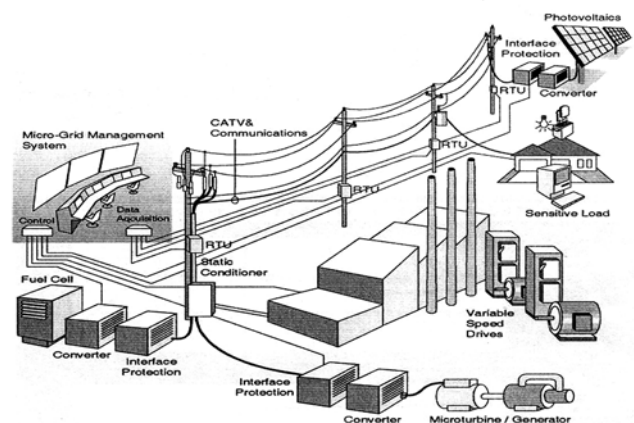 Photovoltaics
Interface
Protection
RTU
Converter
CATV&
Communications
Micro-Grid Management
System
RTU
Control
Data
Aqcuisition
RTU
Sensitive Load
RTU
Static
Conditioner
Fuel Cell
Variable
Speed
Drives
Converter
Interface
Protection
Interface
Protection
Converter
Microturbine / Generator